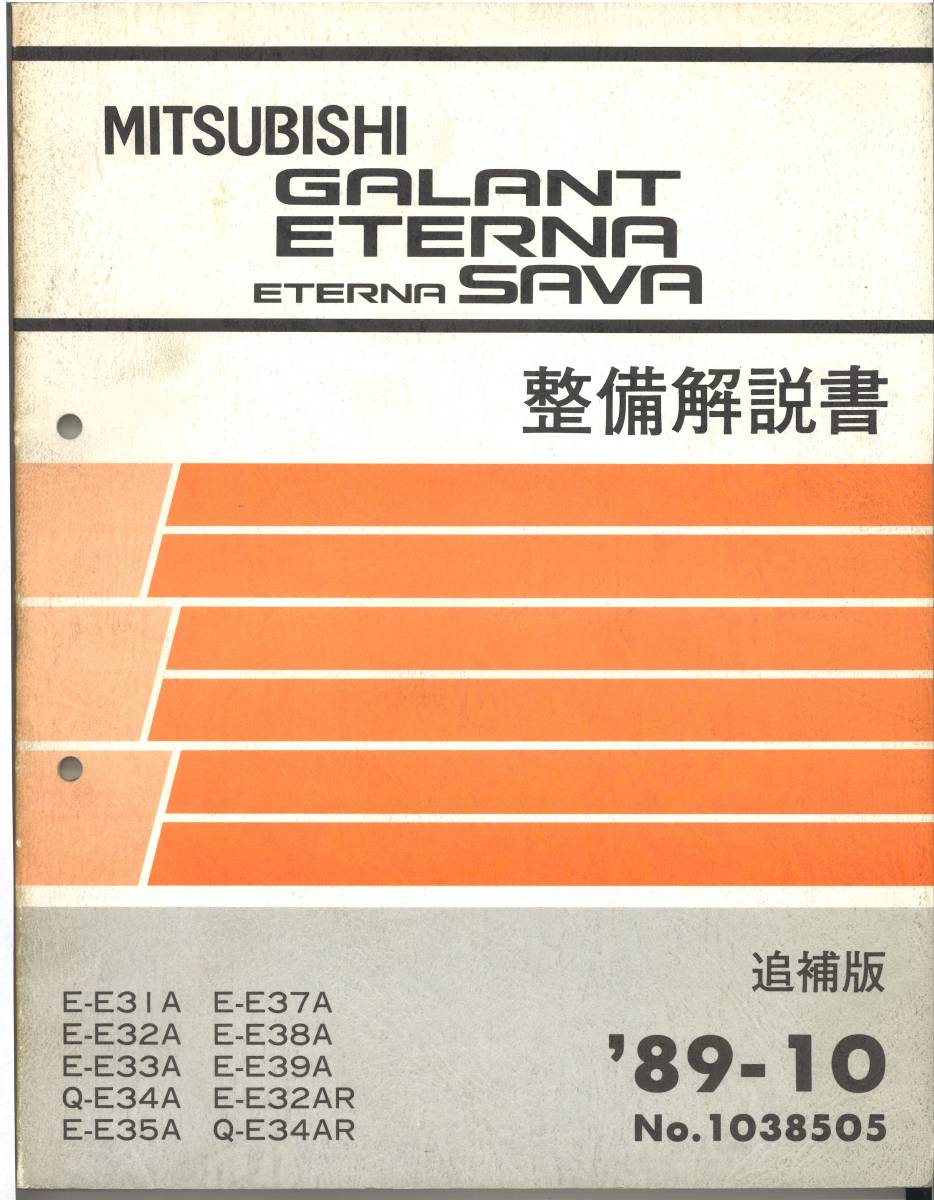 MITSUBISHI
GALANT
ETERNA
ETERNA SAVA
整備解説書
E-E31A E-E37A
E-E32A E-E38A
E-E33A E-E39A
Q-E34A E-E32AR
E-E35A Q-E34AR
追補版
'89-10
No.1038505